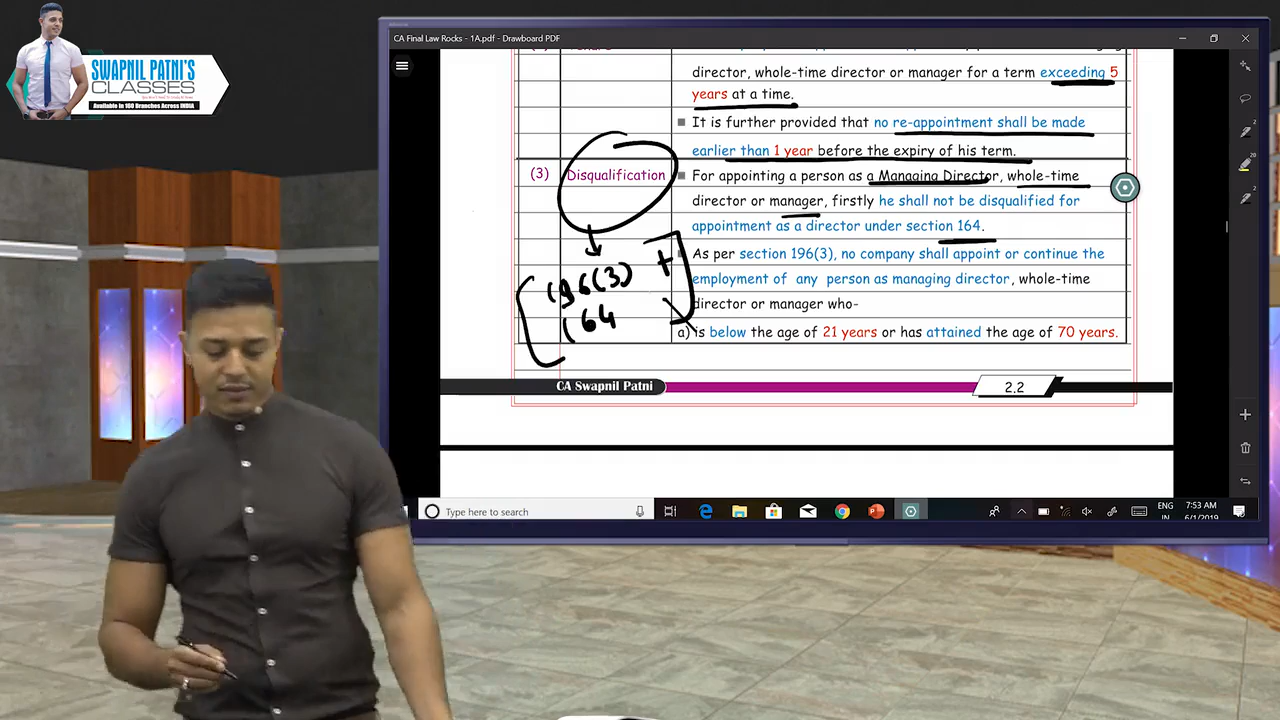 SWAPNIL PATNI'S
CLASSES
Available in 160 Branches Across INDIA
CA Final Law Rocks - 1A.pdf - Drawboard PDF
director, whole-time director or manager for a term exceeding 5
years at a time.
■ It is further provided that no re-appointment shall be made
earlier than 1 year before the expiry of his term.
(3) Disqualification
■ For appointing a person as a Managing Director, whole-time
director or manager, firstly he shall not be disqualified for
appointment as a director under section 164.
As per section 196(3), no company shall appoint or continue the
employment of any person as managing director, whole-time
director or manager who-
a) is below the age of 21 years or has attained the age of 70 years.
196(3) +
164
CA Swapnil Patni
2.2
Type here to search
ENG
IN
7:53 AM
6/1/2019